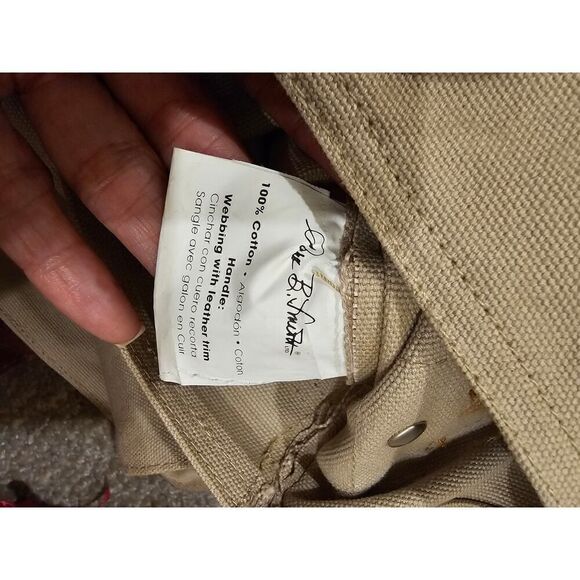 B. Smith®
100% Cotton • Algodón • Coton
Handle:
Webbing with leather trim
Cinchar con cuero recorta
Sangle avec galon en Cuir